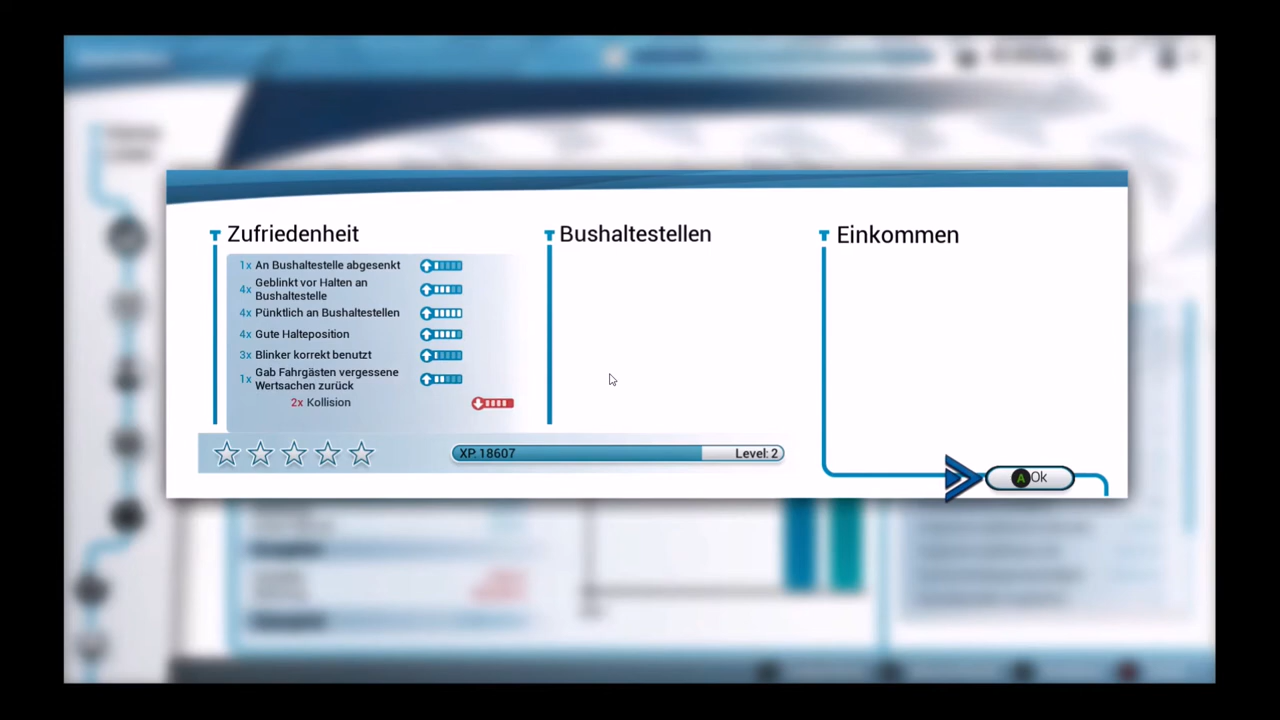 Zufriedenheit
1x An Bushaltestelle abgesenkt
4x Geblinkt vor Halten an
Bushaltestelle
4x Pünktlich an Bushaltestellen
4x Gute Halteposition
3x Blinker korrekt benutzt
1x Gab Fahrgästen vergessene
Wertsachen zurück
2x Kollision
Bushaltestellen
Einkommen
XP: 18607
Level: 2
A Ok